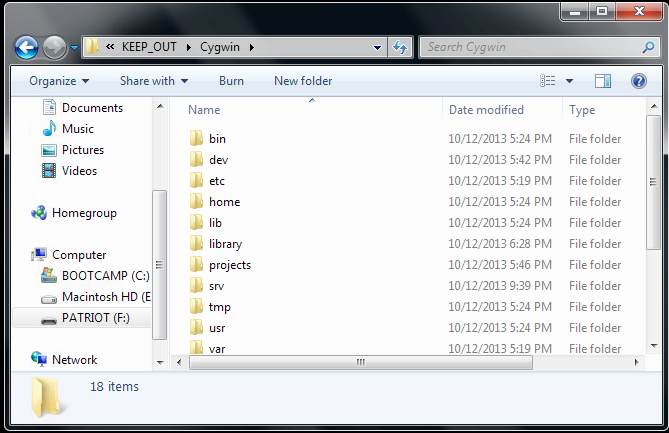 « KEEP_OUT Cygwin
Search Cygwin
Organize Share with Burn New folder
Name Date modified Type
Documents
Music
Pictures
Videos
Homegroup
Computer
BOOTCAMP (C:)
Macintosh HD (E
PATRIOT (F:)
Network
bin 10/12/2013 5:24 PM File folder
dev 10/12/2013 5:42 PM File folder
etc 10/12/2013 5:19 PM File folder
home 10/12/2013 5:24 PM File folder
lib 10/12/2013 5:24 PM File folder
library 10/12/2013 6:28 PM File folder
projects 10/12/2013 5:46 PM File folder
srv 10/12/2013 9:39 PM File folder
tmp 10/12/2013 5:24 PM File folder
usr 10/12/2013 5:24 PM File folder
var 10/12/2013 5:19 PM File folder
18 items